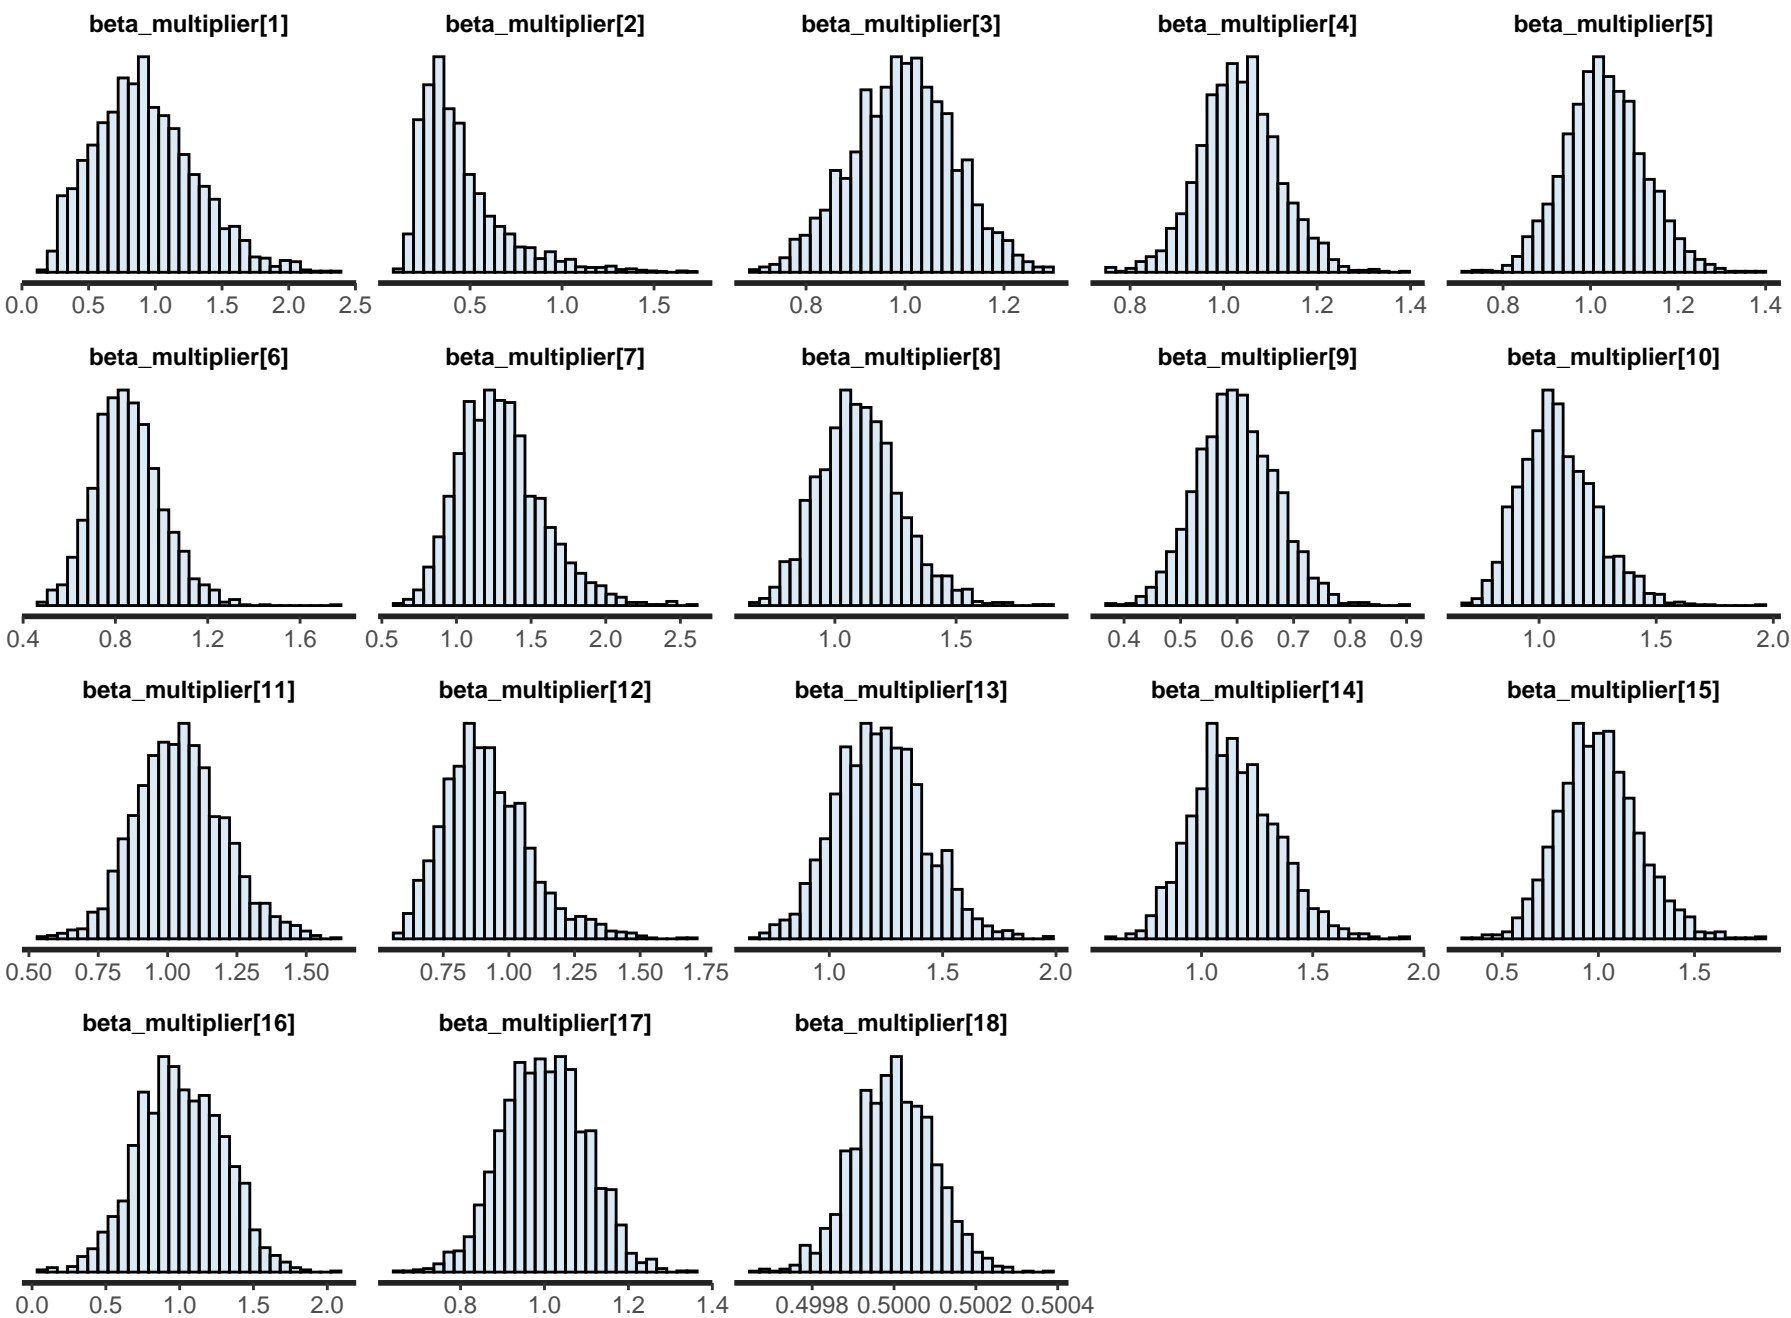 beta_multiplier[1] beta_multiplier[2] beta_multiplier[3] beta_multiplier[4] beta_multiplier[5]
0.0 0.5 1.0 1.5 2.0 2.5 0.5 1.0 1.5 0.8 1.0 1.2 0.8 1.0 1.2 1.4 0.8 1.0 1.2 1.4
beta_multiplier[6] beta_multiplier[7] beta_multiplier[8] beta_multiplier[9] beta_multiplier[10]
0.4 0.8 1.2 1.6 0.5 1.0 1.5 2.0 2.5 1.0 1.5 0.4 0.5 0.6 0.7 0.8 0.9 1.0 1.5 2.0
beta_multiplier[11] beta_multiplier[12] beta_multiplier[13] beta_multiplier[14] beta_multiplier[15]
0.50 0.75 1.00 1.25 1.50 0.75 1.00 1.25 1.50 1.75 1.0 1.5 2.0 1.0 1.5 2.0 0.5 1.0 1.5
beta_multiplier[16] beta_multiplier[17] beta_multiplier[18]
0.0 0.5 1.0 1.5 2.0 0.8 1.0 1.2 1.4 0.4998 0.5000 0.5002 0.5004